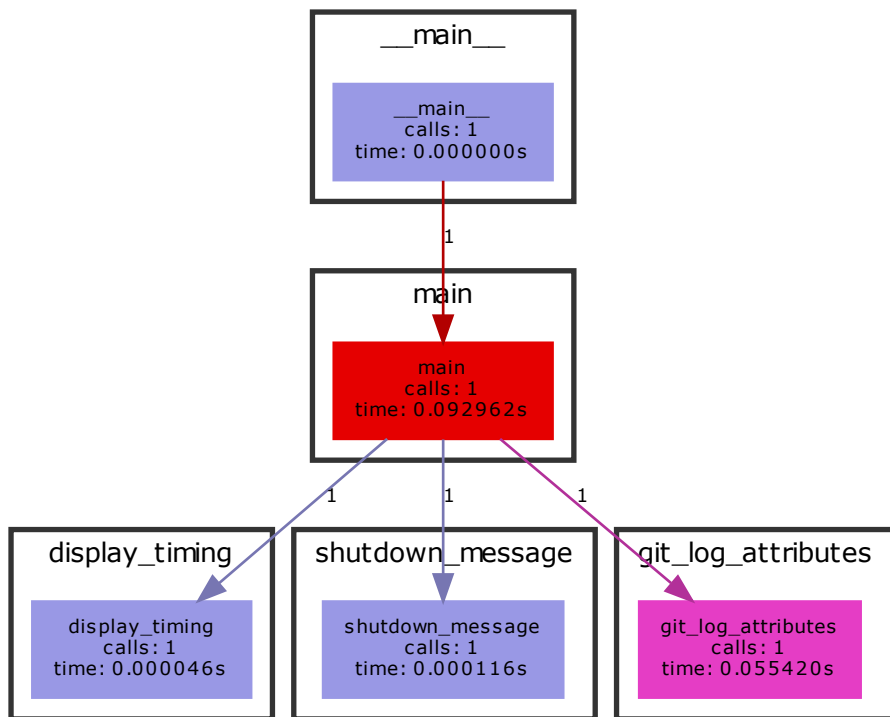 __main__
__main__
calls: 1
time: 0.000000s
1
main
main
calls: 1
time: 0.092962s
1
1
1
display_timing
display_timing
calls: 1
time: 0.000046s
shutdown_message
shutdown_message
calls: 1
time: 0.000116s
git_log_attributes
git_log_attributes
calls: 1
time: 0.055420s